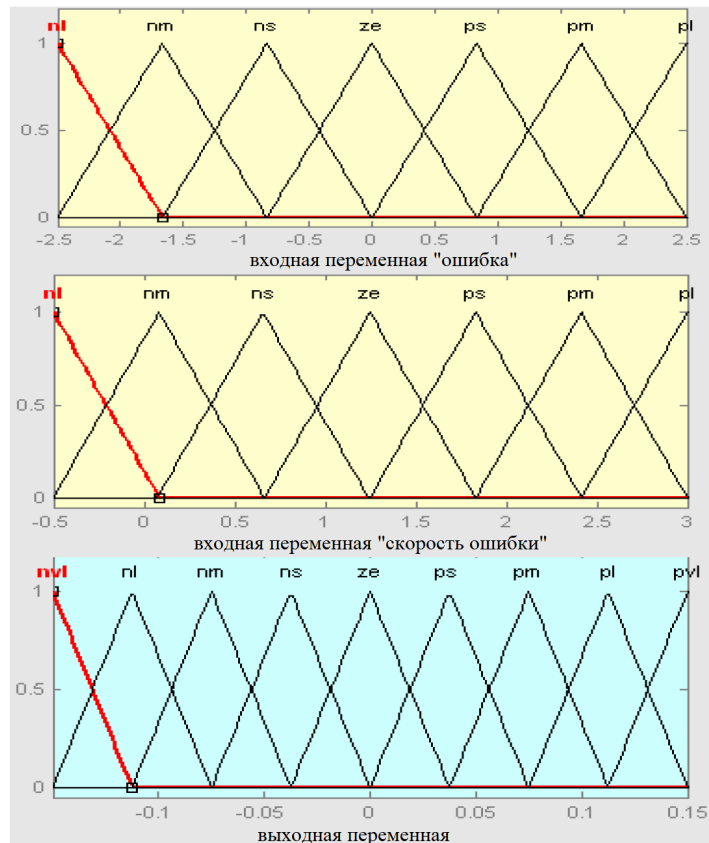 nl nm ns ze ps pm pl
1
0.5
0
-2.5 -2 -1.5 -1 -0.5 0 0.5 1 1.5 2 2.5
входная переменная "ошибка"
nl nm ns ze ps pm pl
1
0.5
0
-0.5 0 0.5 1 1.5 2 2.5 3
входная переменная "скорость ошибки"
nvl nl nm ns ze ps pm pl pvl
1
0.5
0
-0.1 -0.05 0 0.05 0.1 0.15
выходная переменная